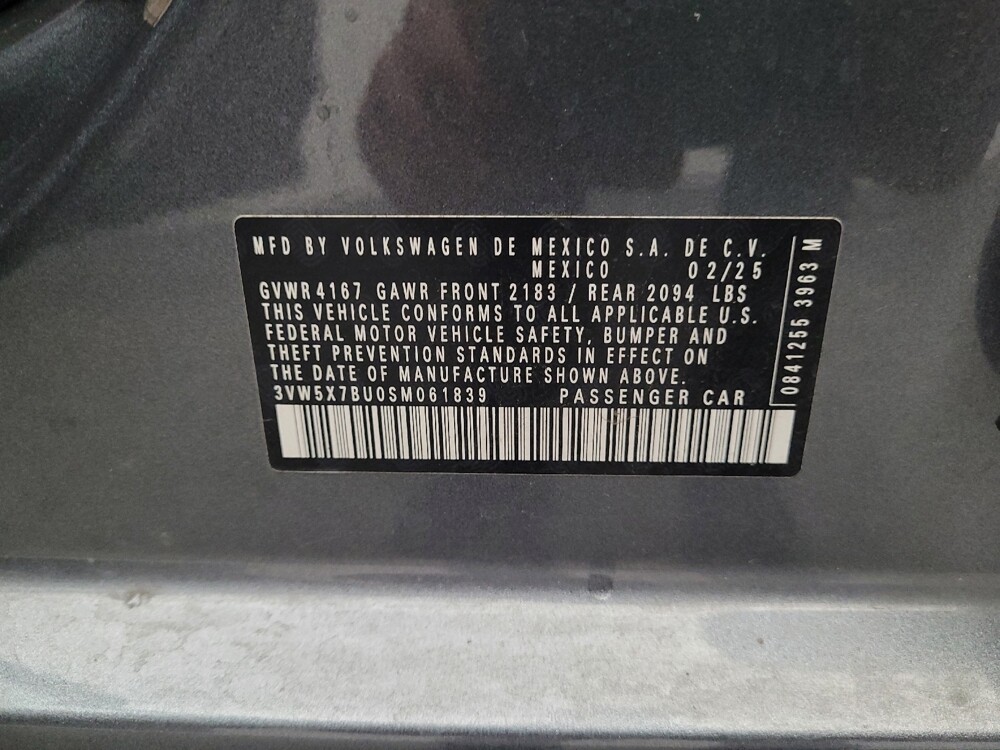 MFD BY VOLKSWAGEN DE MEXICO S.A. DE C.V.
MEXICO 02/25
GVWR 4167 GAWR FRONT 2183 / REAR 2094 LBS
THIS VEHICLE CONFORMS TO ALL APPLICABLE U.S.
FEDERAL MOTOR VEHICLE SAFETY, BUMPER AND
THEFT PREVENTION STANDARDS IN EFFECT ON
THE DATE OF MANUFACTURE SHOWN ABOVE.
3VW5X7BU0SM061839 PASSENGER CAR
0841255 3963 M